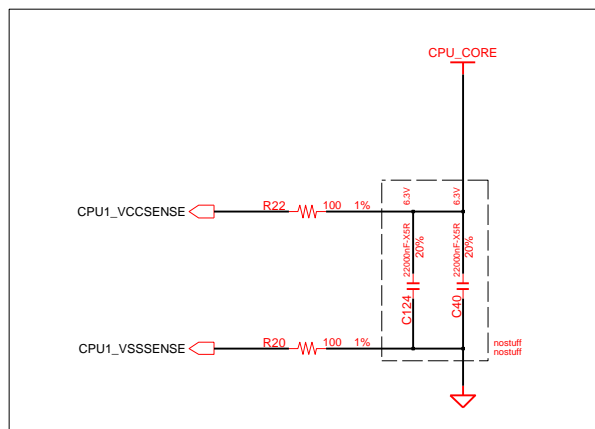 CPU_CORE
6.3V
6.3V
R22
100
1%
CPU1_VCCSENSE
22000nF-X5R
20%
22000nF-X5R
20%
C124
C40
R20
100
1%
CPU1_VSSSENSE
nostuff
nostuff